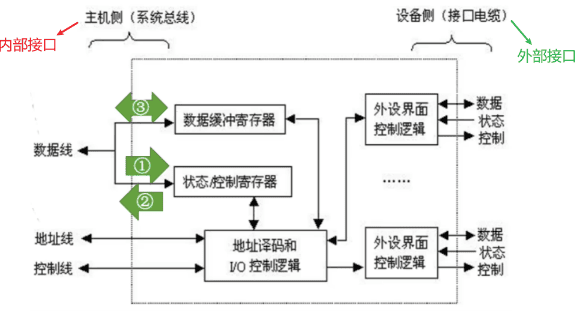 主机侧（系统总线）
设备侧（接口电缆）
内部接口
外部接口
③
数据缓冲寄存器
外设界面
控制逻辑
数据
状态
控制
数据线
①
状态/控制寄存器
②
……
地址线
地址译码和
I/O 控制逻辑
外设界面
控制逻辑
数据
状态
控制
控制线